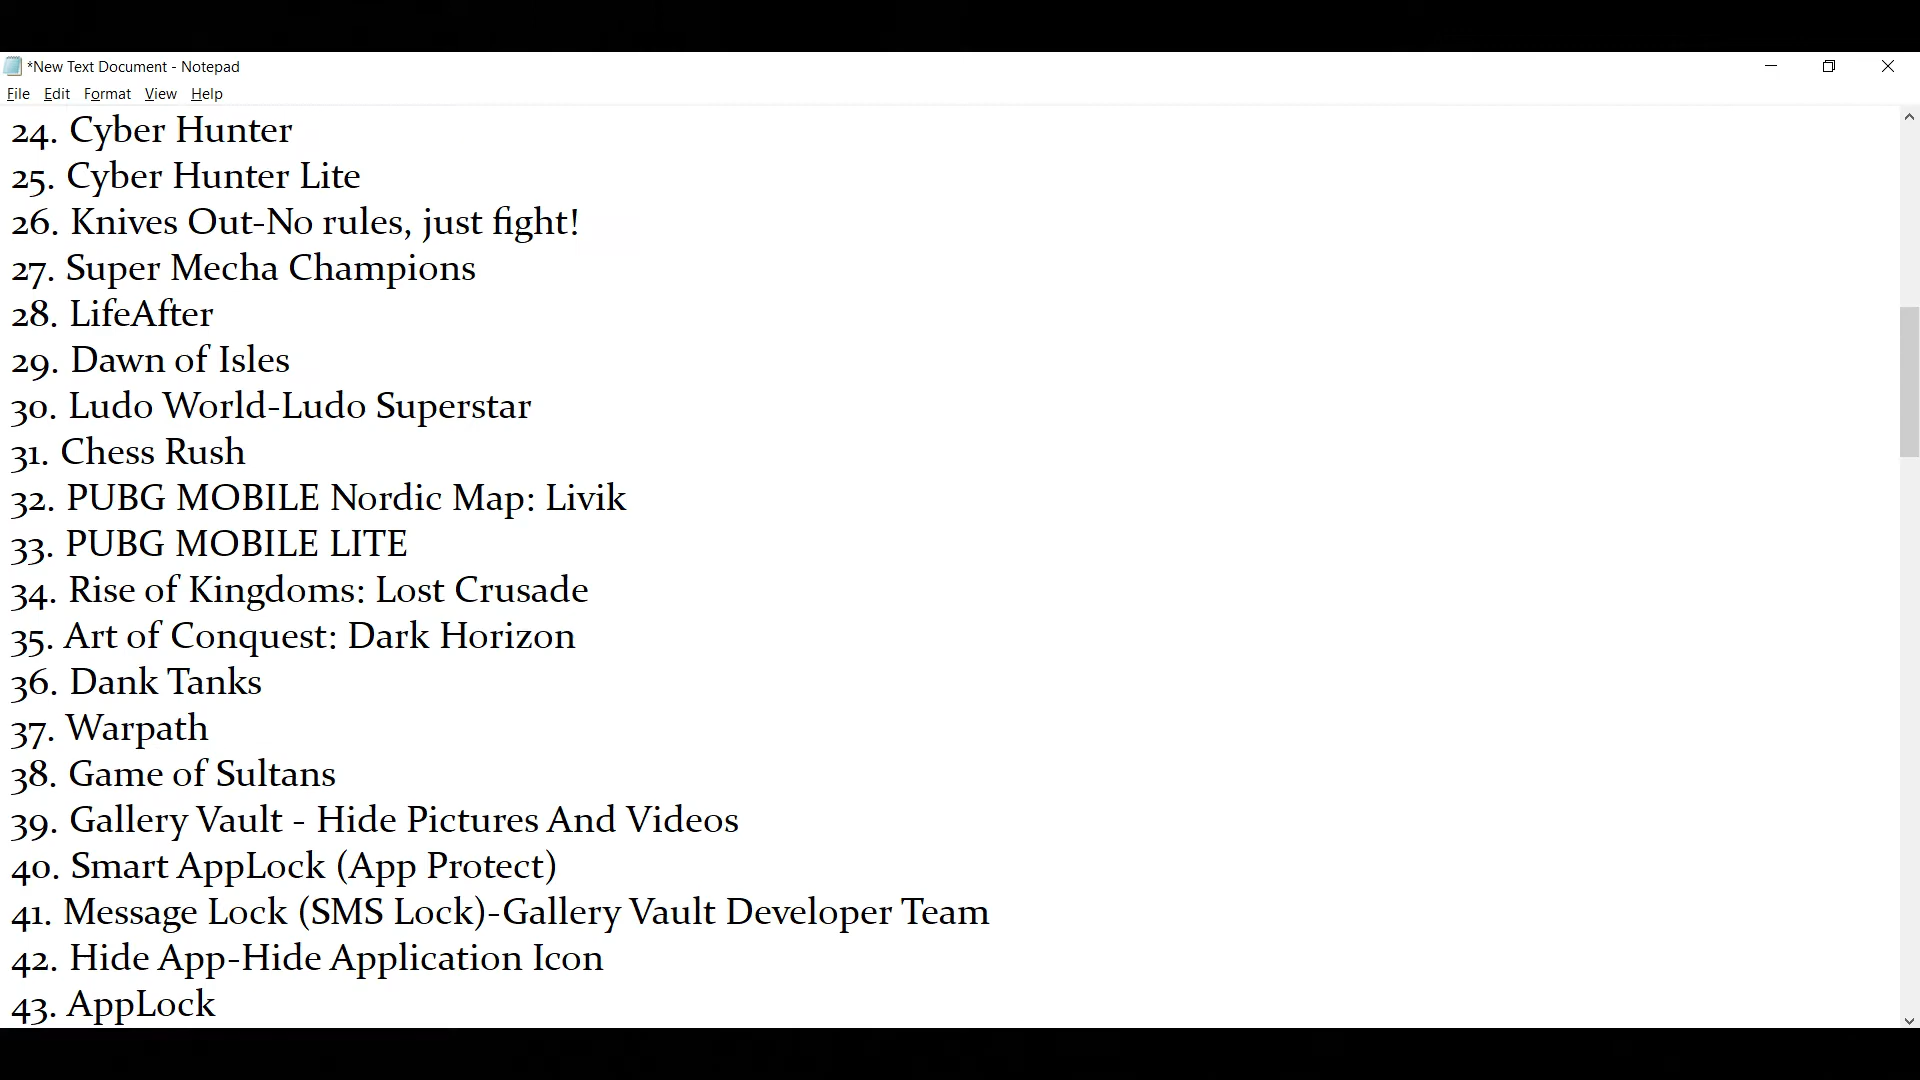 *New Text Document - Notepad
File Edit Format View Help
24. Cyber Hunter
25. Cyber Hunter Lite
26. Knives Out-No rules, just fight!
27. Super Mecha Champions
28. LifeAfter
29. Dawn of Isles
30. Ludo World-Ludo Superstar
31. Chess Rush
32. PUBG MOBILE Nordic Map: Livik
33. PUBG MOBILE LITE
34. Rise of Kingdoms: Lost Crusade
35. Art of Conquest: Dark Horizon
36. Dank Tanks
37. Warpath
38. Game of Sultans
39. Gallery Vault - Hide Pictures And Videos
40. Smart AppLock (App Protect)
41. Message Lock (SMS Lock)-Gallery Vault Developer Team
42. Hide App-Hide Application Icon
43. AppLock